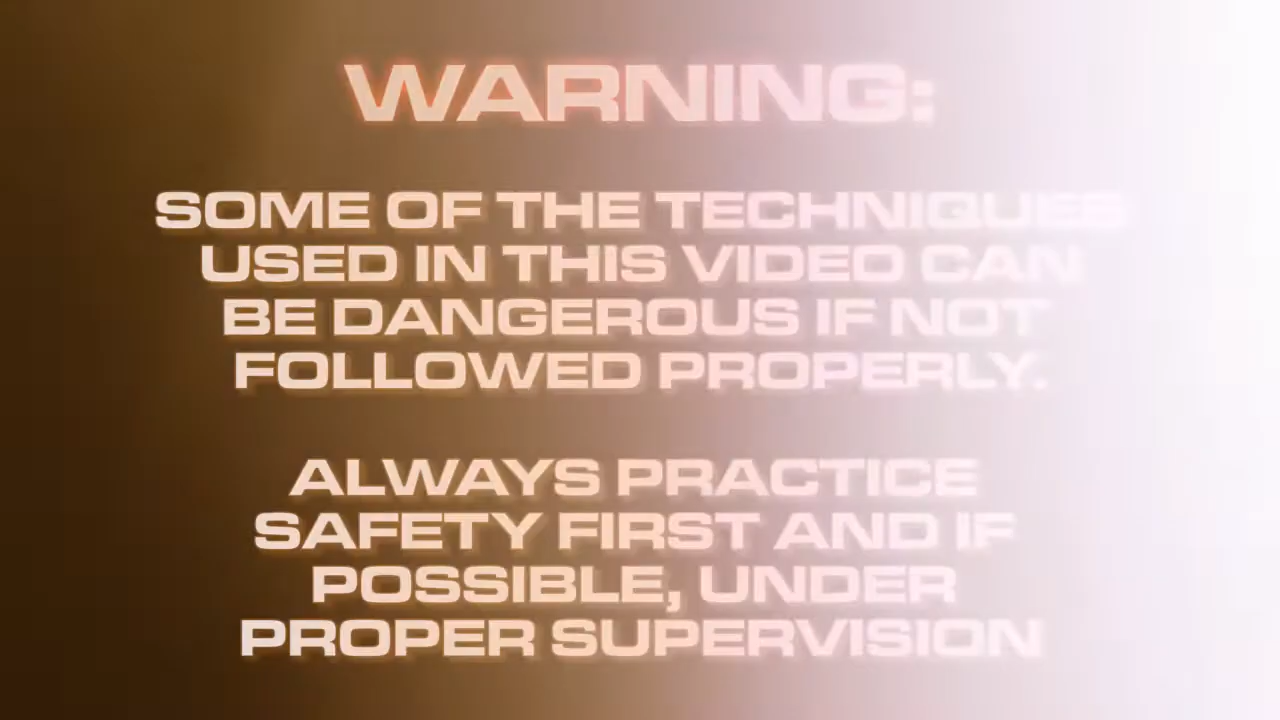 WARNING:
SOME OF THE TECHNIQUES
USED IN THIS VIDEO CAN
BE DANGEROUS IF NOT
FOLLOWED PROPERLY.
ALWAYS PRACTICE
SAFETY FIRST AND IF
POSSIBLE, UNDER
PROPER SUPERVISION